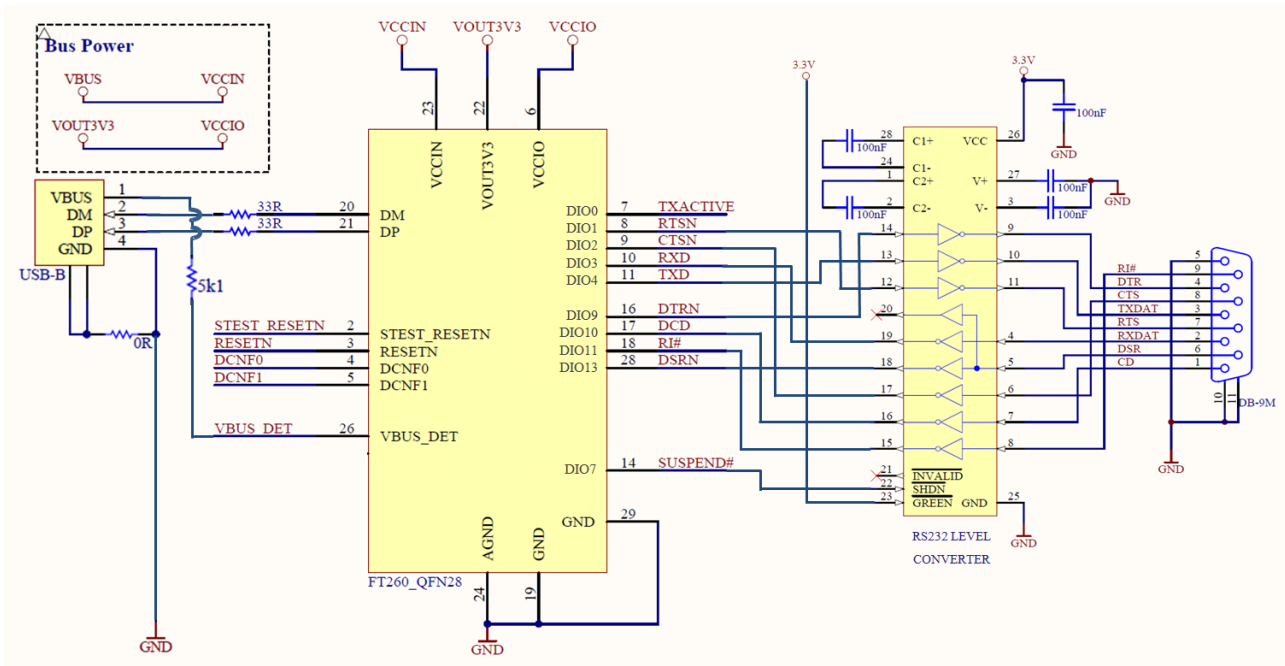 Bus Power
VBUS
VCCIN
VOUT3V3
VCCIO
VCCIN
VOUT3V3
VCCIO
23
22
6
VCCIN
VOUT3V3
VCCIO
VBUS
DM
DP
GND
1
2
3
4
USB-B
33R
33R
5k1
0R
GND
20
DM
21
DP
STEST_RESETN
2
STEST_RESETN
RESETN
3
RESETN
DCNF0
4
DCNF0
DCNF1
5
DCNF1
VBUS_DET
26
VBUS_DET
DIO0
7
TXACTIVE
DIO1
8
RTSN
DIO2
9
CTSN
DIO3
10
RXD
DIO4
11
TXD
DIO9
16
DTRN
DIO10
17
DCD
DIO11
18
RI#
DIO13
28
DSRN
DIO7
14
SUSPEND#
GND
29
AGND
GND
24
19
FT260_QFN28
GND
3.3V
3.3V
100nF
GND
100nF
28
C1+
VCC
26
24
C1-
1
C2+
V+
27
100nF
GND
100nF
2
C2-
V-
3
100nF
14
9
13
10
12
11
20
19
4
18
5
17
6
16
7
15
8
21
INVALID
22
SHDN
23
GREEN
GND
25
GND
RS232 LEVEL
CONVERTER
RI#
DTR
CTS
TXDAT
RTS
RXDAT
DSR
CD
5
9
4
8
3
7
2
6
1
10
11
DB-9M
GND